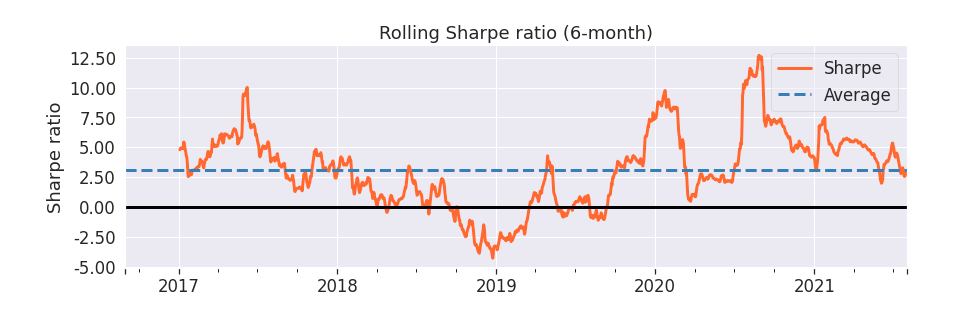 Rolling Sharpe ratio (6-month)
Sharpe ratio
12.50
10.00
7.50
5.00
2.50
0.00
-2.50
-5.00
Sharpe
Average
2017 2018 2019 2020 2021